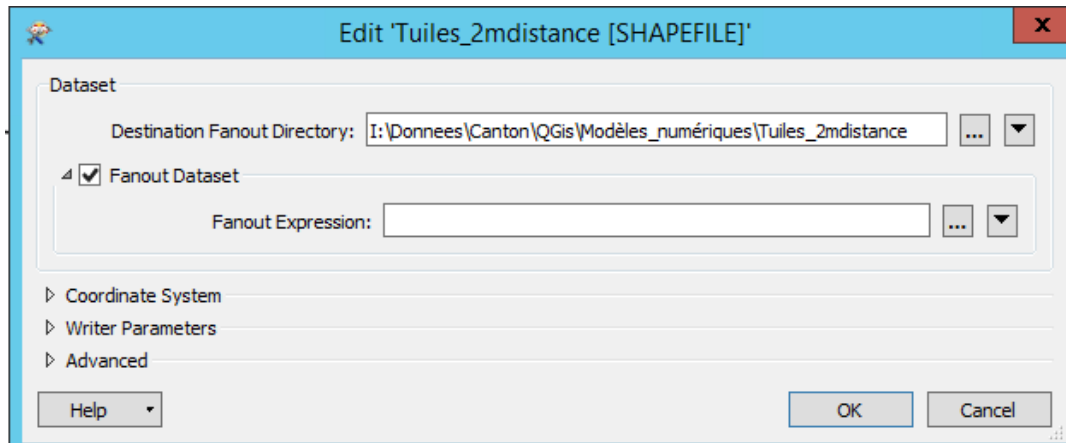 Edit 'Tuiles_2mdistance [SHAPEFILE]'
x
Dataset
Destination Fanout Directory: I:\Donnees\Canton\QGis\Modèles_numériques\Tuiles_2mdistance ...
Fanout Dataset
Fanout Expression: ...
Coordinate System
Writer Parameters
Advanced
Help OK Cancel